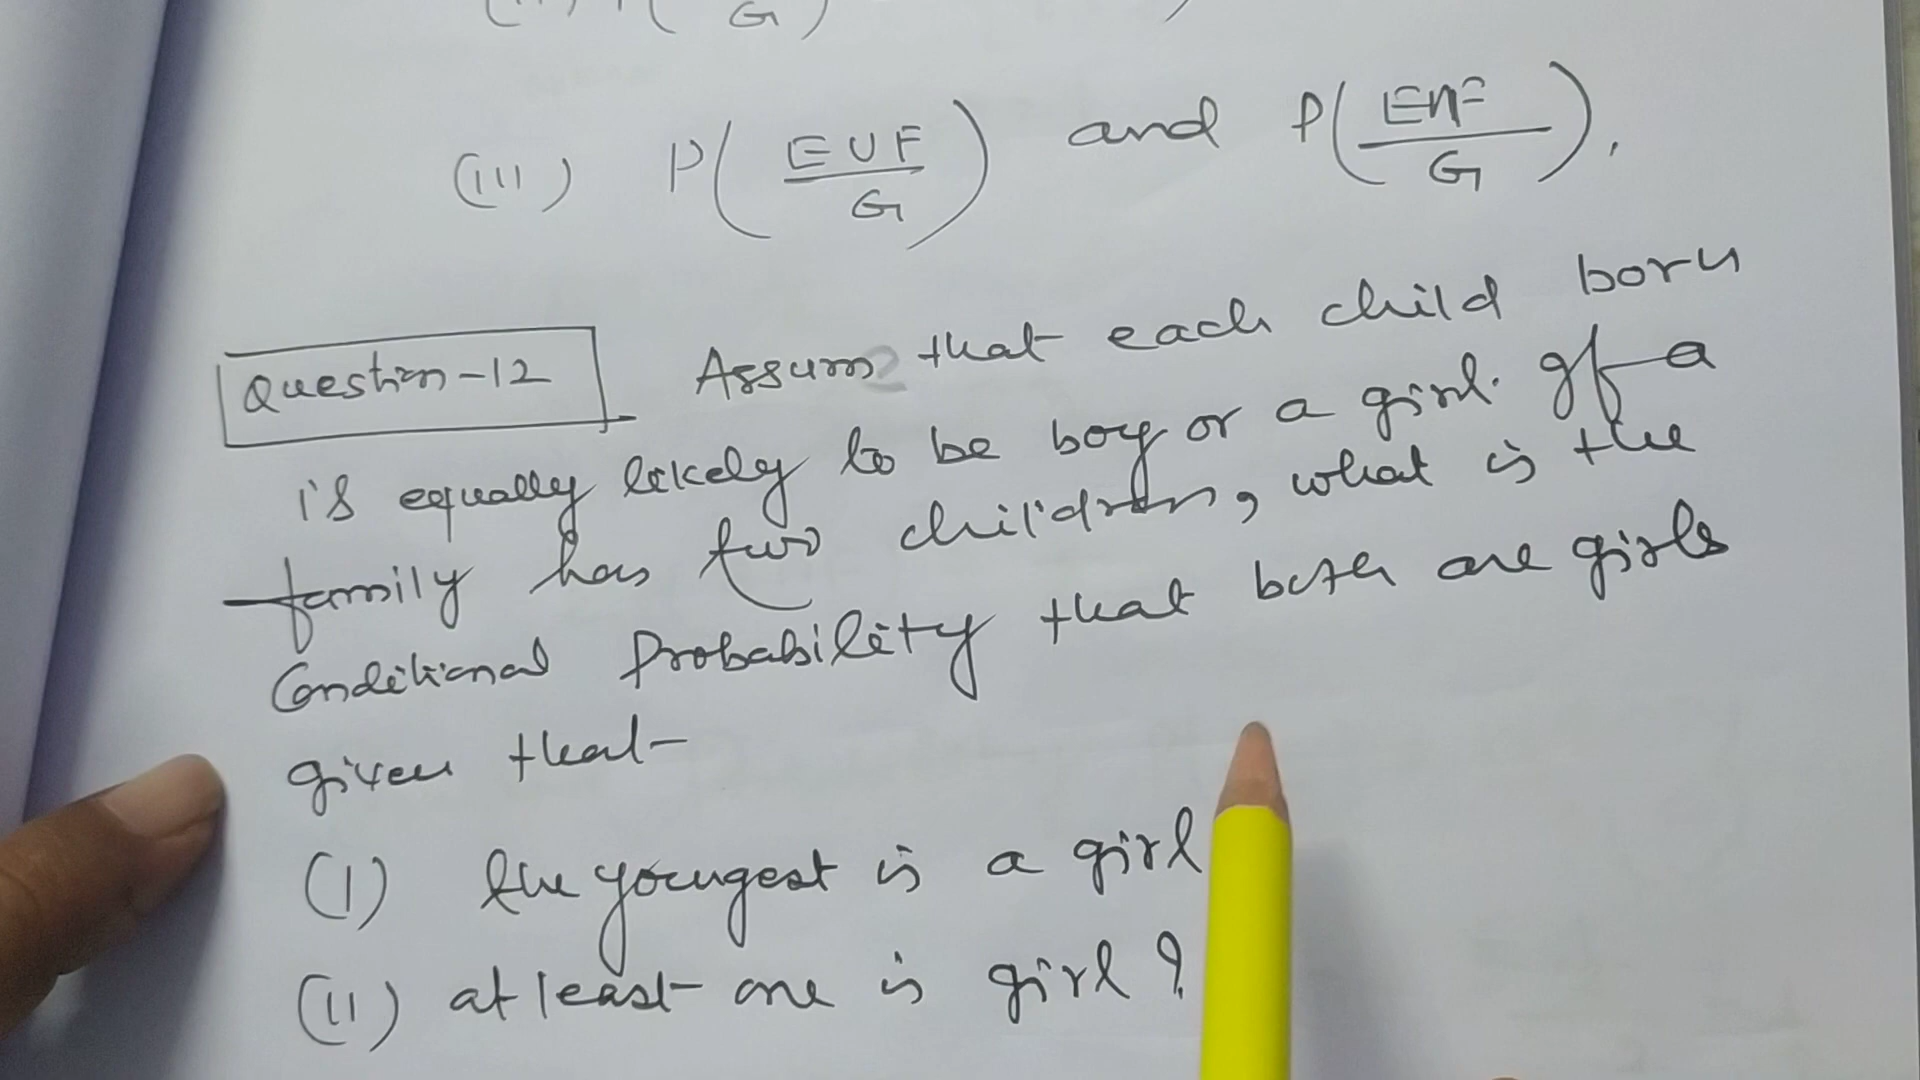 G
(III) P(EUF/G) and P(E∩F/G).
Question-12 Assume that each child born
is equally likely to be boy or a girl. If a
family has two children, what is the
Conditional Probability that both are girls
given that-
(I) the youngest is a girl
(II) at least one is girl?